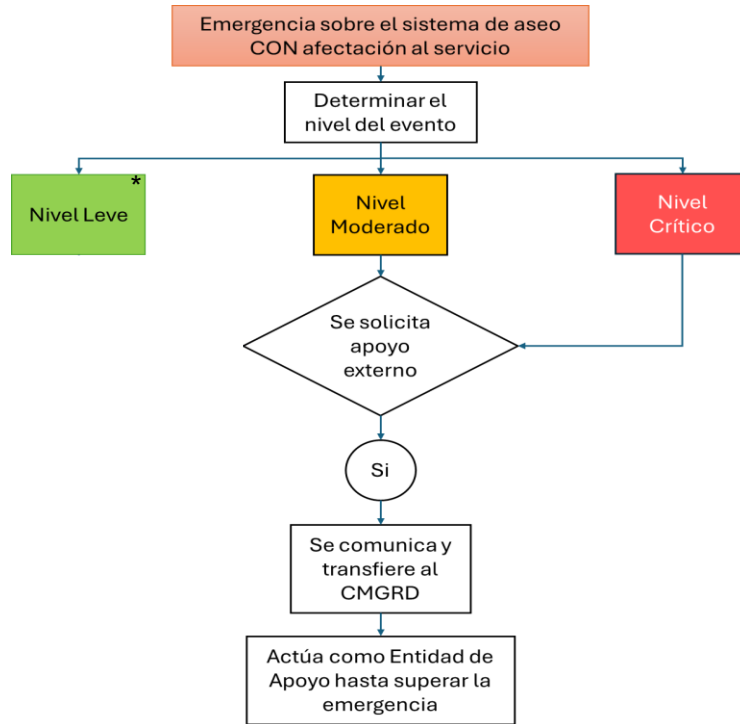 Emergencia sobre el sistema de aseo
CON afectación al servicio
Determinar el
nivel del evento
*
Nivel Leve
Nivel
Moderado
Nivel
Crítico
Se solicita
apoyo
externo
Si
Se comunica y
transfiere al
CMGRD
Actúa como Entidad de
Apoyo hasta superar la
emergencia